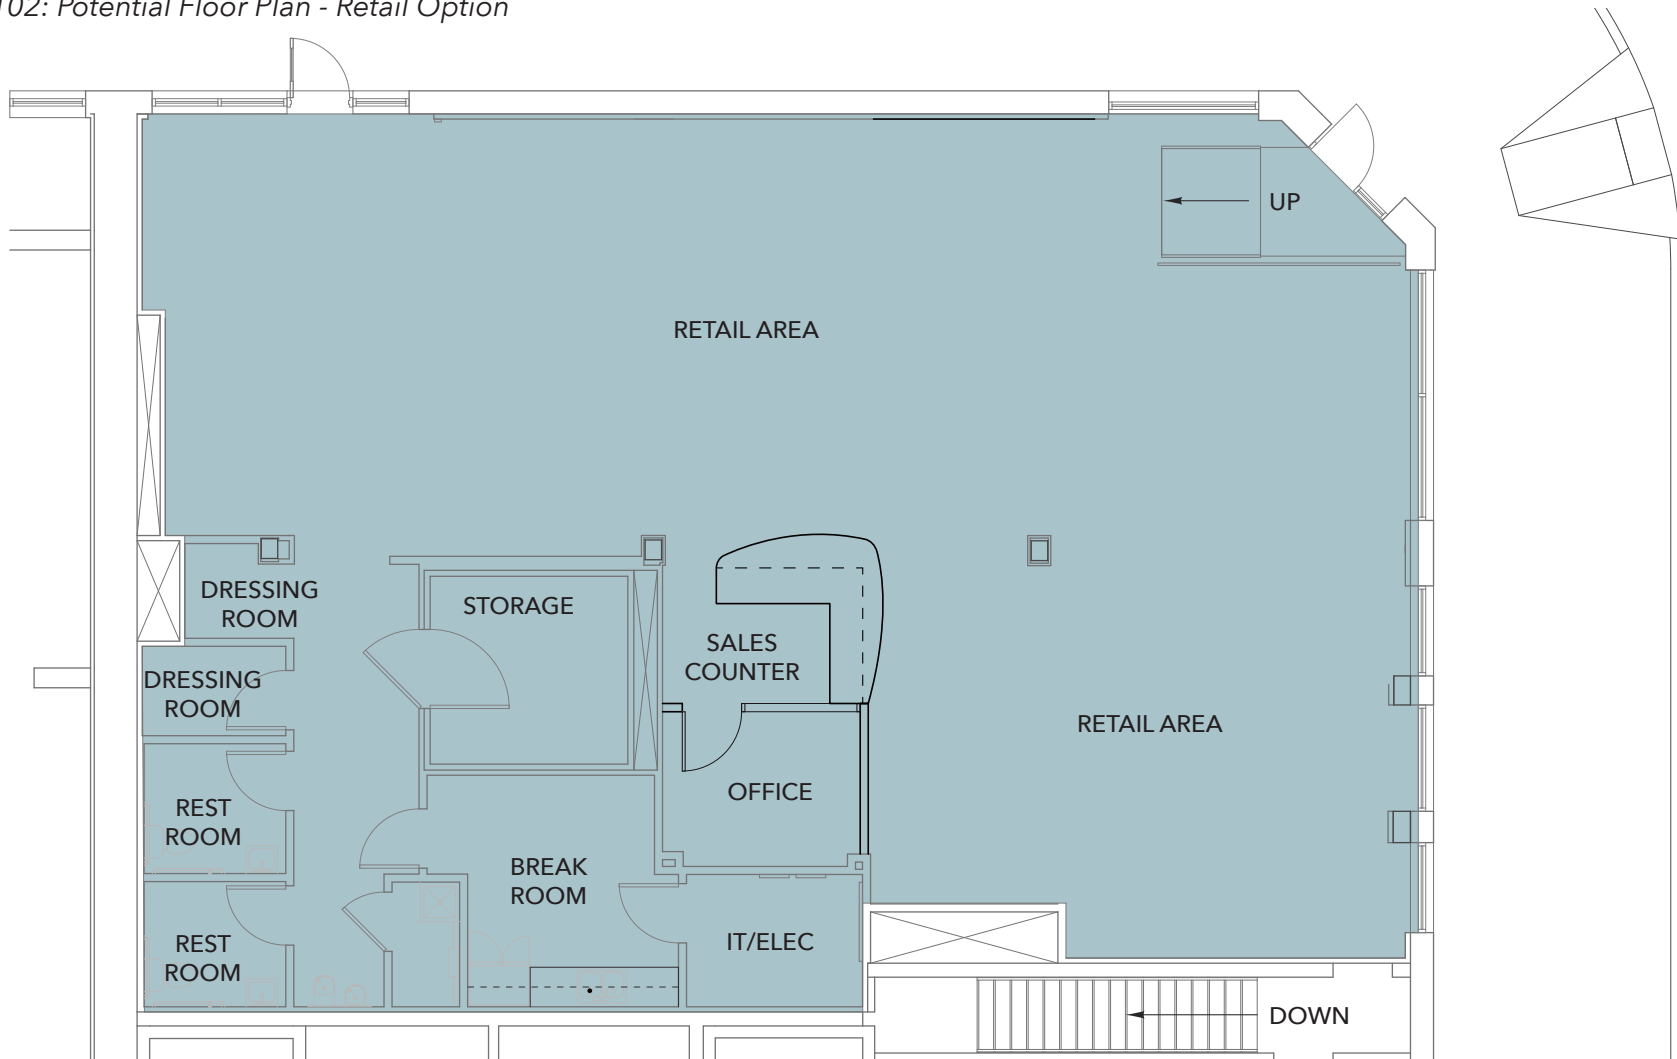 102: Potential Floor Plan - Retail Option
UP
RETAIL AREA
DRESSING
ROOM
STORAGE
SALES
COUNTER
DRESSING
ROOM
RETAIL AREA
OFFICE
REST
ROOM
BREAK
ROOM
REST
ROOM
IT/ELEC
DOWN